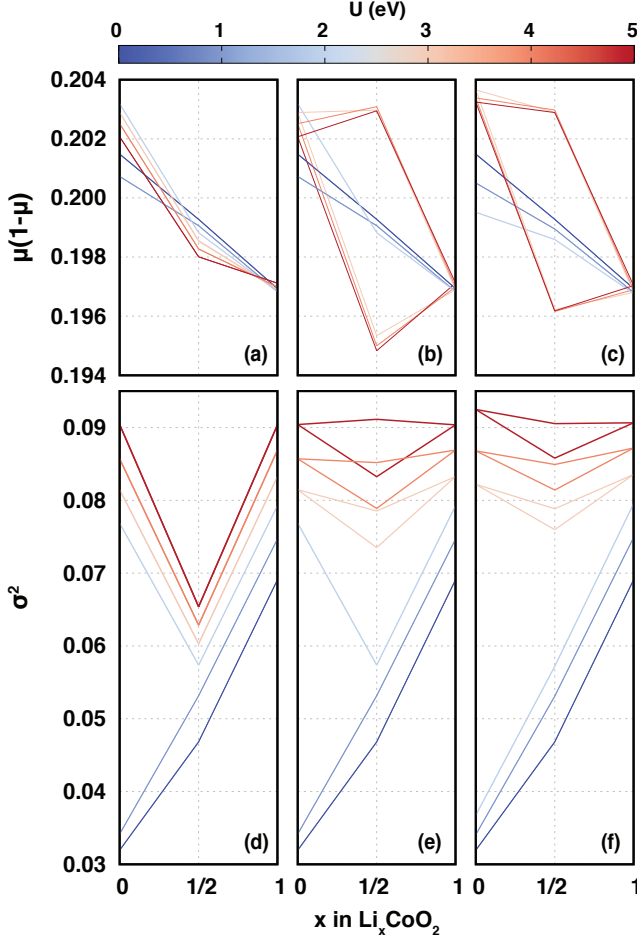 U (eV)
0 1 2 3 4 5
0.204
0.202
0.200
0.198
0.196
0.194
μ(1-μ)
(a) (b) (c)
0.09
0.08
0.07
0.06
0.05
0.04
0.03
σ²
(d) (e) (f)
0 1/2 1 0 1/2 1 0 1/2 1
x in LiₓCoO₂